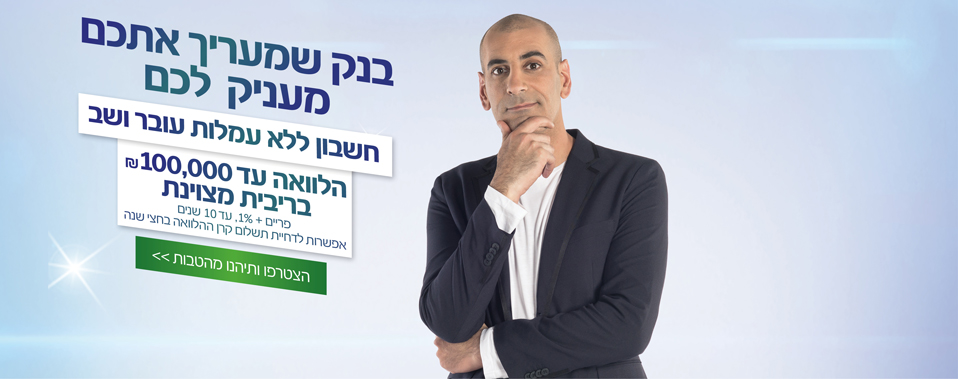 בנק שמעריך אתכם
מעניק לכם
חשבון ללא עמלות עובר ושב
הלוואה עד 100,000₪
בריבית מצוינת
פריים + 1%, עד 10 שנים
אפשרות לדחיית תשלום קרן ההלוואה בחצי שנה
הצטרפו ותיהנו מהטבות >>